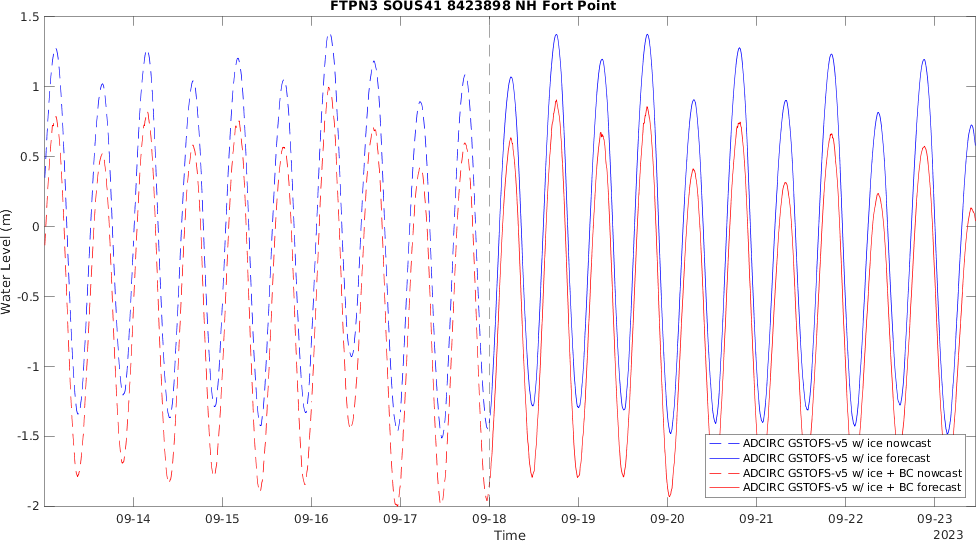 FTPN3 SOUS41 8423898 NH Fort Point
Water Level (m)
1.5
1
0.5
0
-0.5
-1
-1.5
-2
09-14 09-15 09-16 09-17 09-18 09-19 09-20 09-21 09-22 09-23
Time
2023
ADCIRC GSTOFS-v5 w/ ice nowcast
ADCIRC GSTOFS-v5 w/ ice forecast
ADCIRC GSTOFS-v5 w/ ice + BC nowcast
ADCIRC GSTOFS-v5 w/ ice + BC forecast